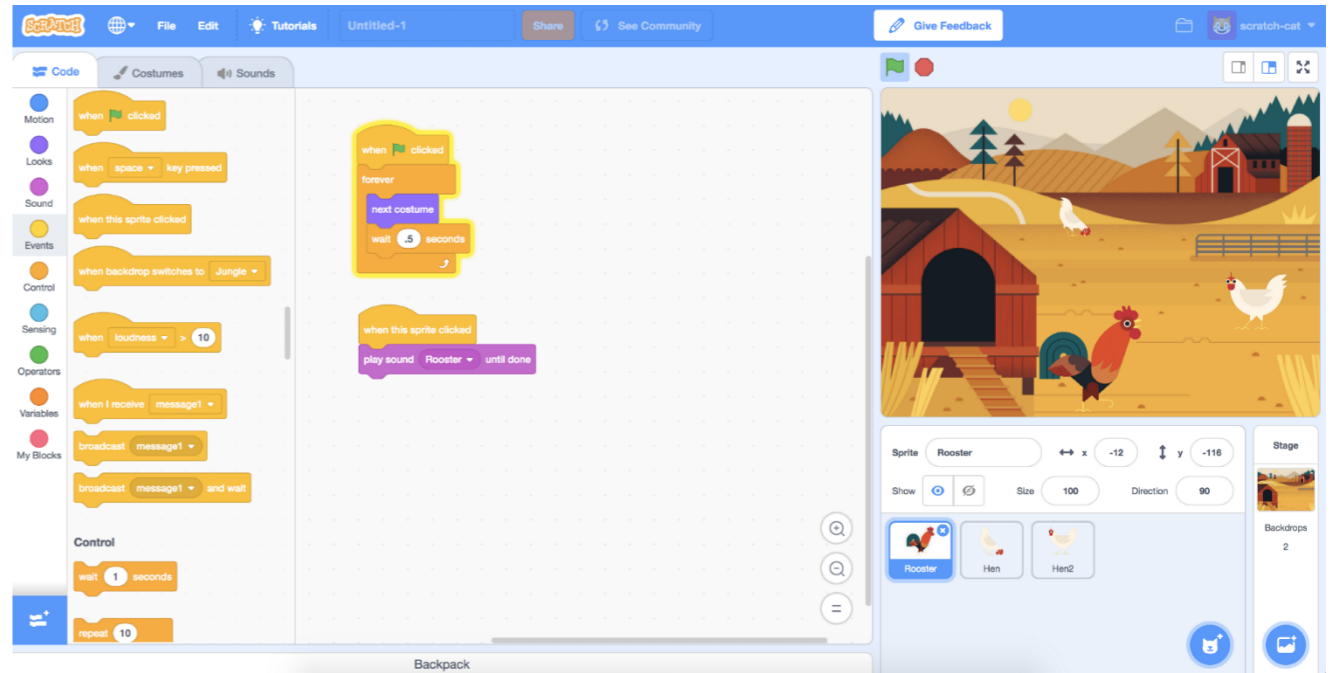 SCRATCH File Edit Tutorials Untitled-1 Share See Community Give Feedback scratch-cat
Code Costumes Sounds
Motion
Looks
Sound
Events
Control
Sensing
Operators
Variables
My Blocks
when clicked
when space key pressed
when this sprite clicked
when backdrop switches to Jungle
when loudness > 10
when I receive message1
broadcast message1
broadcast message1 and wait
Control
wait 1 seconds
repeat 10
when clicked
forever
next costume
wait .5 seconds
when this sprite clicked
play sound Rooster until done
Backpack
Sprite Rooster x -12 y -116
Show Size 100 Direction 90
Rooster Hen Hen2
Stage
Backdrops
2